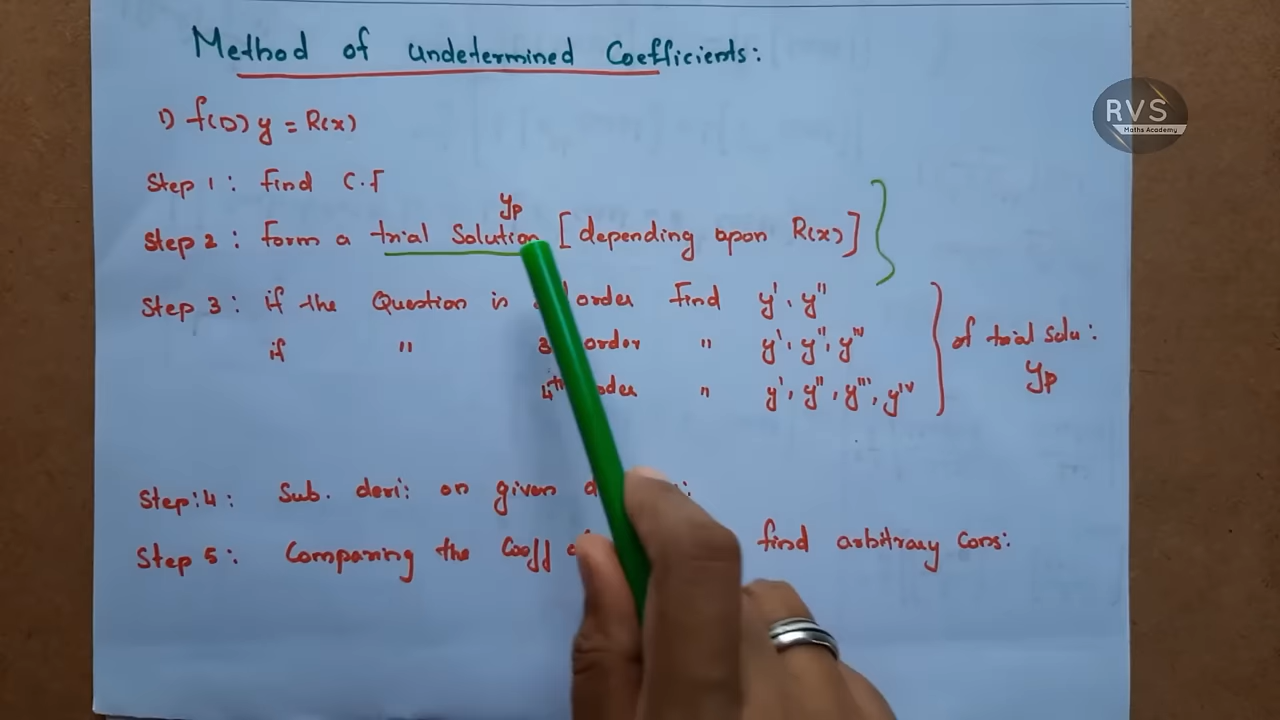 Method of undetermined Coefficients:
1) f(D) y = R(x)
Step 1 : find C.F
yp
Step 2 : form a trial Solution [depending upon R(x)]
Step 3 : if the Question is order find y', y''
if " 3 order " y', y'', y'''
4th order " y', y'', y''', y'v
of trial solu :
yp
Step:4 : Sub. deri: on given
Step 5 : Comparing the Coeff find arbitrary cons:
RVS
Maths Academy